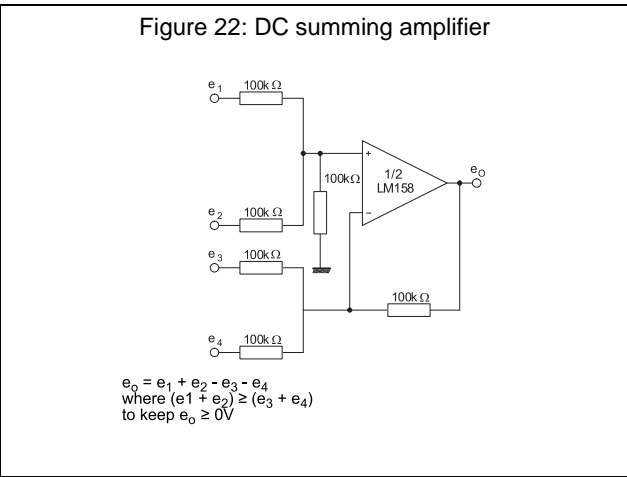 Figure 22: DC summing amplifier
e1
100kΩ
+
1/2
LM158
eO
100kΩ
e2
100kΩ
-
e3
100kΩ
100kΩ
e4
100kΩ
eo = e1 + e2 - e3 - e4
where (e1 + e2) ≥ (e3 + e4)
to keep eo ≥ 0V